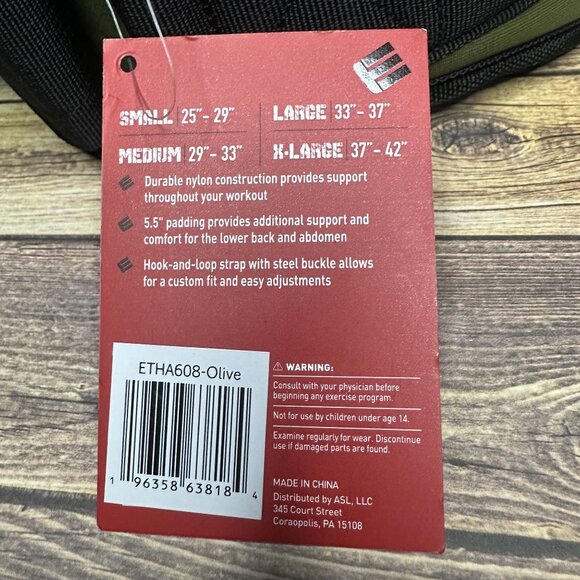 SMALL 25"- 29"
LARGE 33"- 37"
MEDIUM 29"- 33"
X-LARGE 37"- 42"
Durable nylon construction provides support
throughout your workout
5.5" padding provides additional support and
comfort for the lower back and abdomen
Hook-and-loop strap with steel buckle allows
for a custom fit and easy adjustments
ETHA608-Olive
1 96358 63818 4
WARNING:
Consult with your physician before
beginning any exercise program.
Not for use by children under age 14.
Examine regularly for wear. Discontinue
use if damaged parts are found.
MADE IN CHINA
Distributed by ASL, LLC
345 Court Street
Coraopolis, PA 15108